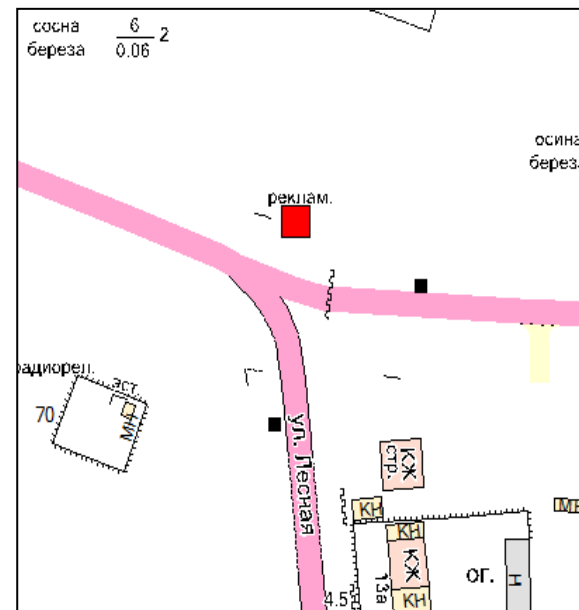 сосна
береза
6
0.06
2
осина
береза
реклам.
радиорел.
эст.
70
МН
ул. Лесная
КЖ
стр.
КН
КН
КЖ
КН
13а
4.5
ог.
Н
МН